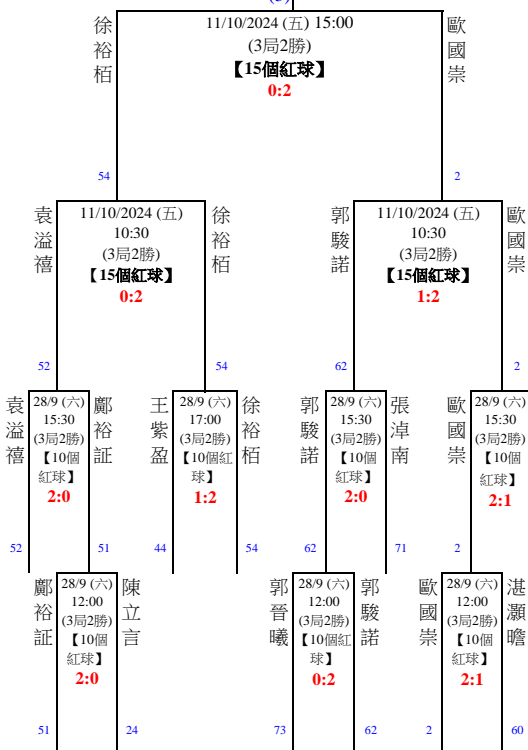 徐裕栢
11/10/2024 (五) 15:00
(3局2勝)
【15個紅球】
0:2
歐國崇
54
2
袁溢禧
11/10/2024 (五)
10:30
(3局2勝)
【15個紅球】
0:2
徐裕栢
郭駿諾
11/10/2024 (五)
10:30
(3局2勝)
【15個紅球】
1:2
歐國崇
52
54
62
2
袁溢禧
28/9 (六)
15:30
(3局2勝)
【10個
紅球】
2:0
鄺裕証
王紫盈
28/9 (六)
17:00
(3局2勝)
【10個紅
球】
1:2
徐裕栢
郭駿諾
28/9 (六)
15:30
(3局2勝)
【10個
紅球】
2:0
張淖南
歐國崇
28/9 (六)
15:30
(3局2勝)
【10個
紅球】
2:1
52
51
44
54
62
71
2
鄺裕証
28/9 (六)
12:00
(3局2勝)
【10個
紅球】
2:0
陳立言
郭晉曦
28/9 (六)
12:00
(3局2勝)
【10個紅
球】
0:2
郭駿諾
歐國崇
28/9 (六)
12:00
(3局2勝)
【10個
紅球】
2:1
湛灝瞻
51
24
73
62
2
60